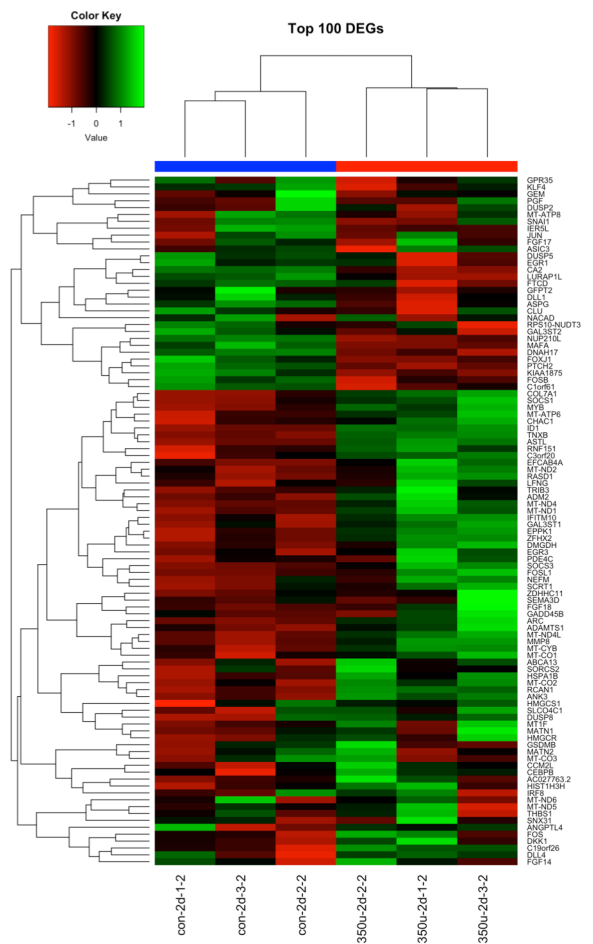 Color Key
Top 100 DEGs
-1 0 1
Value
GPR35
KLF4
GEM
PGF
DUSP2
MT-ATP8
SNAI1
IER5L
JUN
FGF17
ASIC3
DUSP5
EGR1
CA2
LURAP1L
FTCD
GFPT2
DLL1
ASPG
CLU
NACAD
RPS10-NUDT3
GAL3ST2
NUP210L
MAFA
DNAH17
FOXJ1
PTCH2
KIAA1875
FOSB
C1orf61
COL7A1
SOCS1
MYB
MT-ATP6
CHAC1
ID1
TNXB
ASTL
RNF151
C3orf20
EFCAB4A
MT-ND2
RASD1
LFNG
TRIB3
ADM2
MT-ND4
MT-ND1
IFITM10
GAL3ST1
EPPK1
ZFHX2
DMGDH
EGR3
PDE4C
SOCS3
FOSL1
NEFM
SCRT1
ZDHHC11
SEMA3D
FGF18
GADD45B
ARC
ADAMTS1
MT-ND4L
MMP8
MT-CYB
MT-CO1
ABCA13
SORCS2
HSPA1B
MT-CO2
RCAN1
ANK3
HMGCS1
SLCO4C1
DUSP8
MT1F
MATN1
HMGCR
GSDMB
MATN2
MT-CO3
CCM2L
CEBPB
AC027763.2
HIST1H3H
IRF8
MT-ND6
MT-ND5
THBS1
SNX31
ANGPTL4
FOS
DKK1
C19orf26
DLL4
FGF14
con-2d-1-2
con-2d-3-2
con-2d-2-2
350u-2d-2-2
350u-2d-1-2
350u-2d-3-2